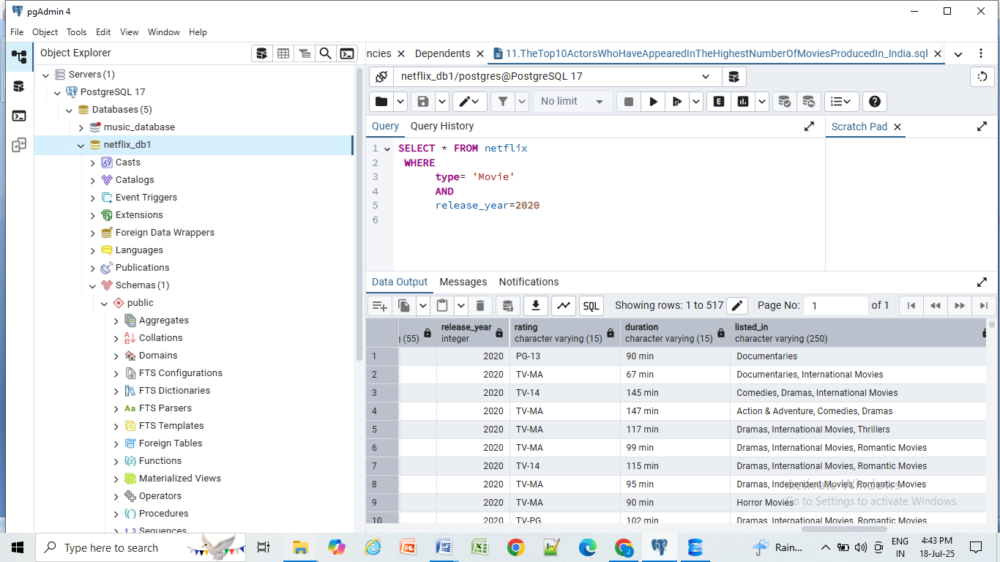 pgAdmin 4
File Object Tools Edit View Window Help
Object Explorer
Servers (1)
PostgreSQL 17
Databases (5)
music_database
netflix_db1
Casts
Catalogs
Event Triggers
Extensions
Foreign Data Wrappers
Languages
Publications
Schemas (1)
public
Aggregates
Collations
Domains
FTS Configurations
FTS Dictionaries
Aa FTS Parsers
FTS Templates
Foreign Tables
Functions
Materialized Views
Operators
Procedures
1..3 Sequences
ncies Dependents 11.TheTop10ActorsWhoHaveAppearedInTheHighestNumberOfMoviesProducedIn_India.sql
netflix_db1/postgres@PostgreSQL 17
No limit E
Query Query History Scratch Pad
1 SELECT * FROM netflix
2 WHERE
3 type= 'Movie'
4 AND
5 release_year=2020
6
Data Output Messages Notifications
SQL Showing rows: 1 to 517 Page No: 1 of 1
release_year rating duration listed_in
(55) integer character varying (15) character varying (15) character varying (250)
1 2020 PG-13 90 min Documentaries
2 2020 TV-MA 67 min Documentaries, International Movies
3 2020 TV-14 145 min Comedies, Dramas, International Movies
4 2020 TV-MA 147 min Action & Adventure, Comedies, Dramas
5 2020 TV-MA 117 min Dramas, International Movies, Thrillers
6 2020 TV-MA 99 min Dramas, International Movies, Romantic Movies
7 2020 TV-14 115 min Dramas, International Movies, Romantic Movies
8 2020 TV-MA 95 min Dramas, Independent Movies, Romantic Movies
9 2020 TV-MA 90 min Horror Movies
10 2020 TV-PG 102 min Dramas, International Movies, Romantic Movies
Activate Windows
Go to Settings to activate Windows.
Type here to search Rain... ENG 4:43 PM
IN 18-Jul-25